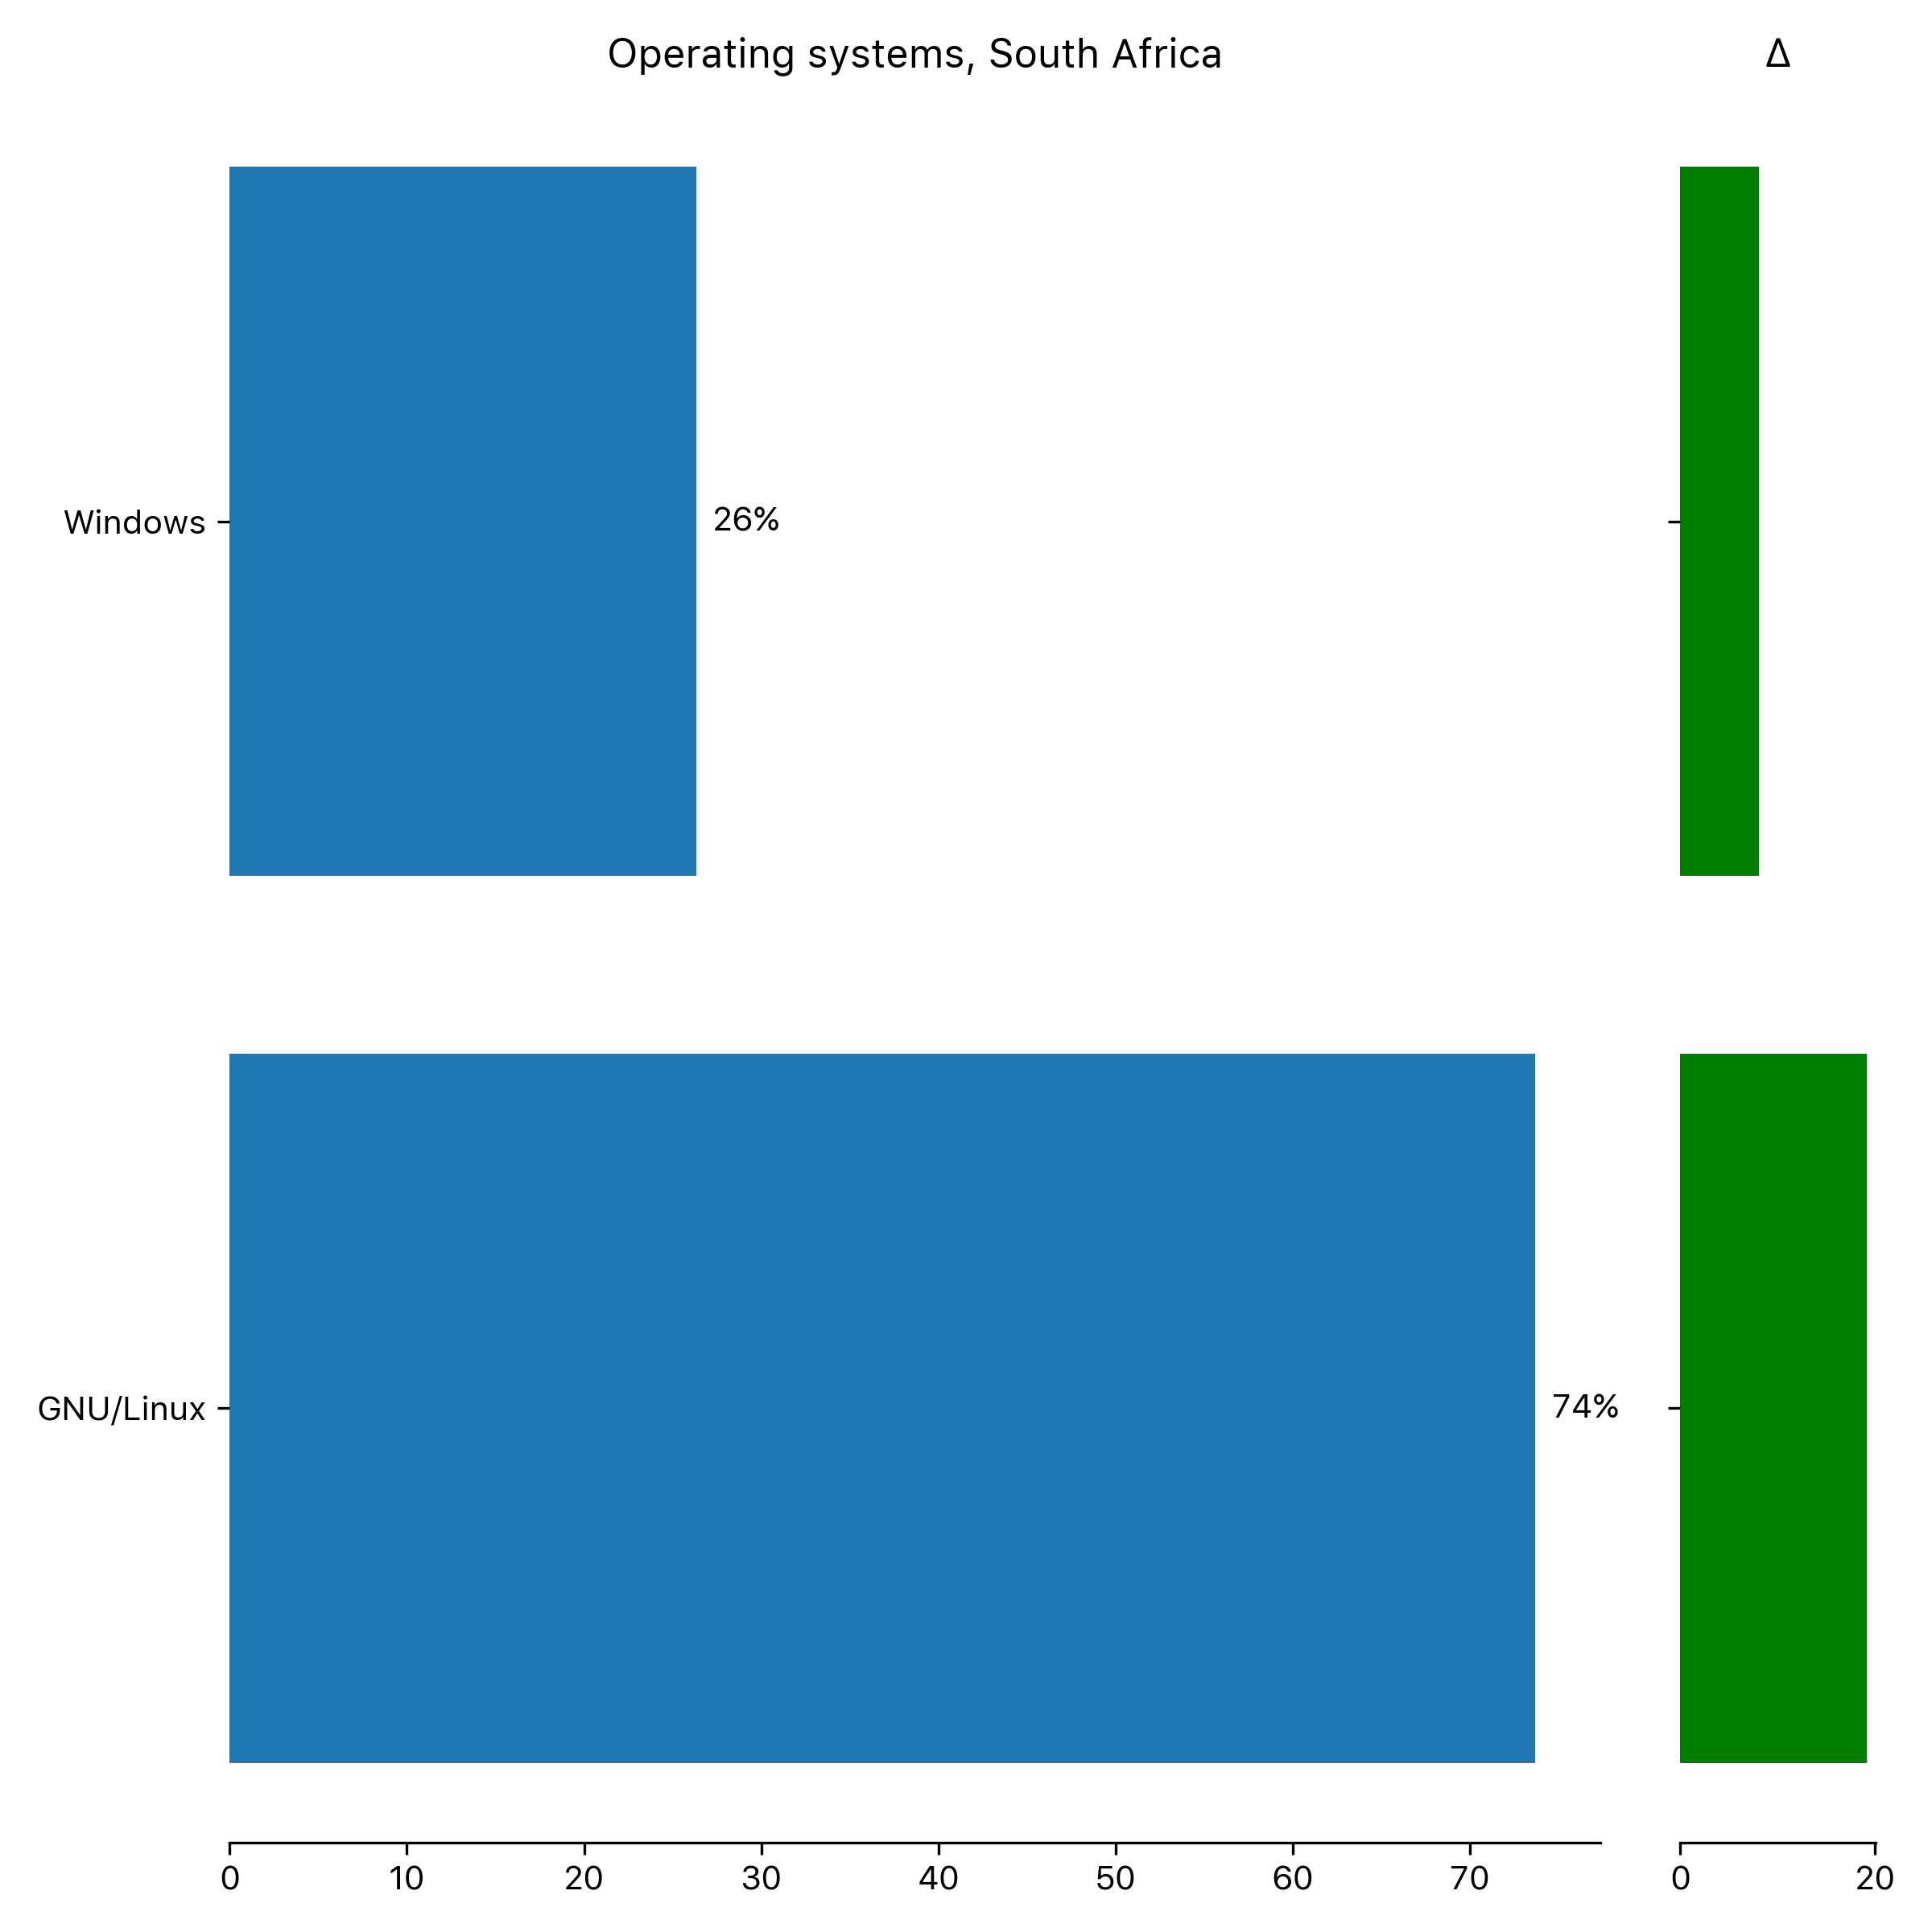 Operating systems, South Africa
Δ
Windows
26%
GNU/Linux
74%
0 10 20 30 40 50 60 70
0 20